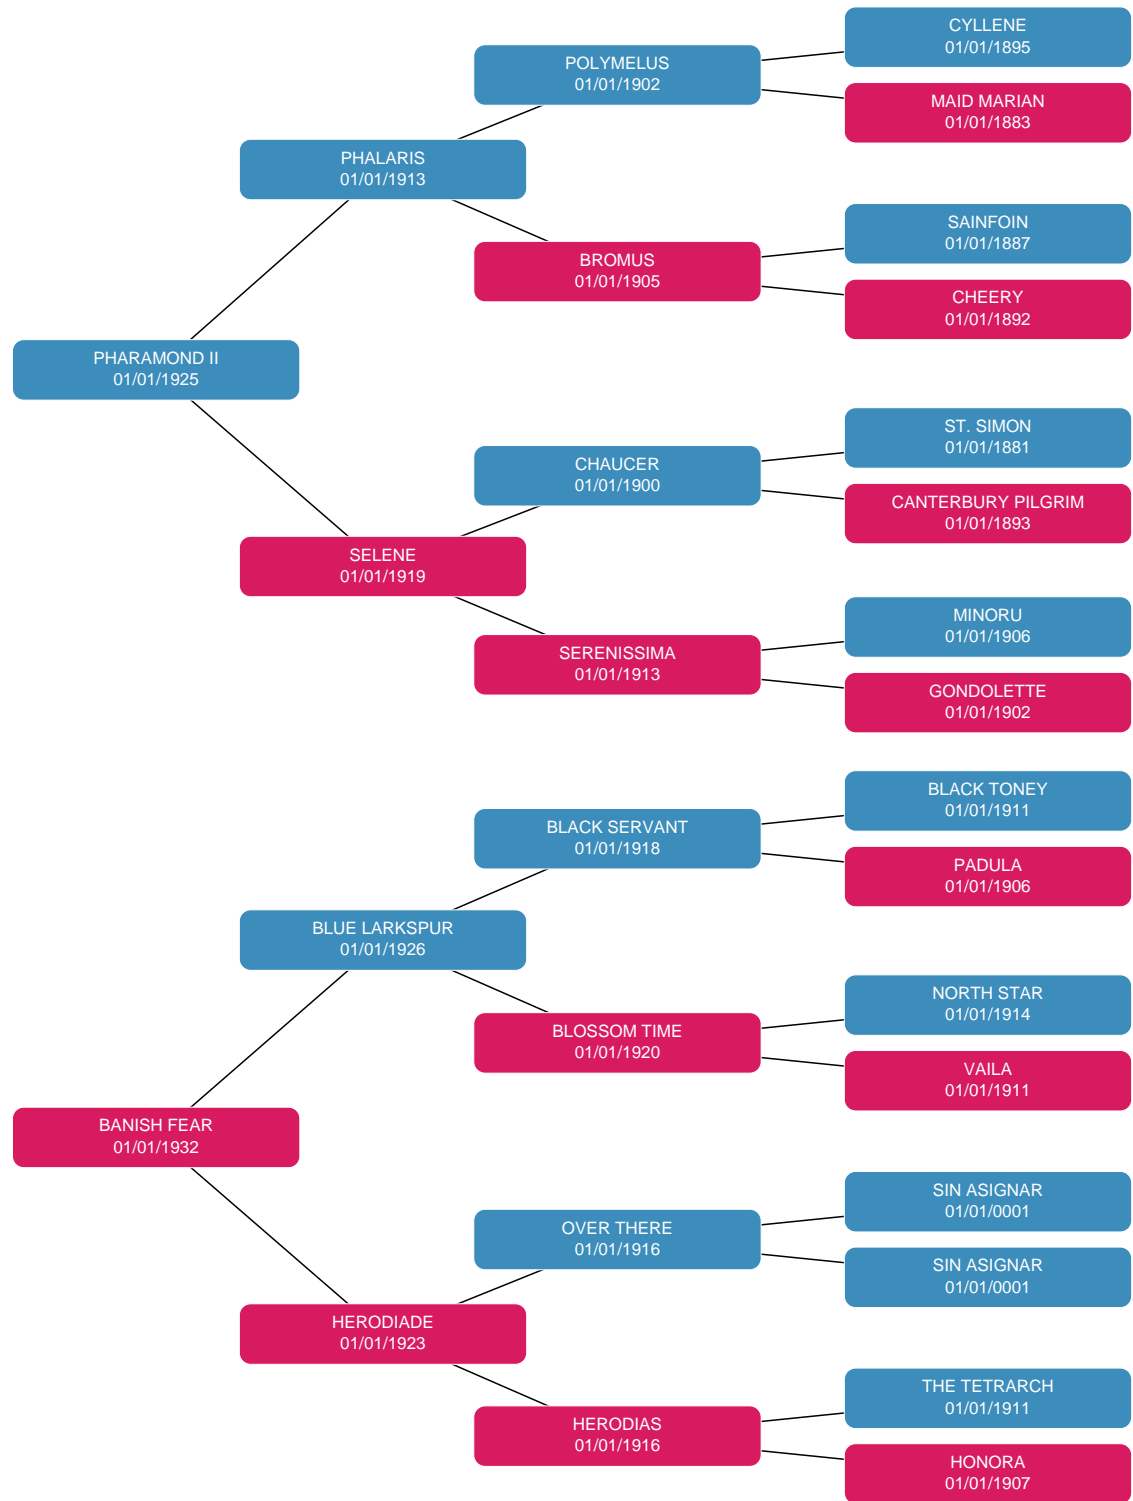 CYLLENE
01/01/1895
POLYMELUS
01/01/1902
MAID MARIAN
01/01/1883
PHALARIS
01/01/1913
SAINFOIN
01/01/1887
BROMUS
01/01/1905
CHEERY
01/01/1892
PHARAMOND II
01/01/1925
ST. SIMON
01/01/1881
CHAUCER
01/01/1900
CANTERBURY PILGRIM
01/01/1893
SELENE
01/01/1919
MINORU
01/01/1906
SERENISSIMA
01/01/1913
GONDOLETTE
01/01/1902
BLACK TONEY
01/01/1911
BLACK SERVANT
01/01/1918
PADULA
01/01/1906
BLUE LARKSPUR
01/01/1926
NORTH STAR
01/01/1914
BLOSSOM TIME
01/01/1920
VAILA
01/01/1911
BANISH FEAR
01/01/1932
SIN ASIGNAR
01/01/0001
OVER THERE
01/01/1916
SIN ASIGNAR
01/01/0001
HERODIADE
01/01/1923
THE TETRARCH
01/01/1911
HERODIAS
01/01/1916
HONORA
01/01/1907